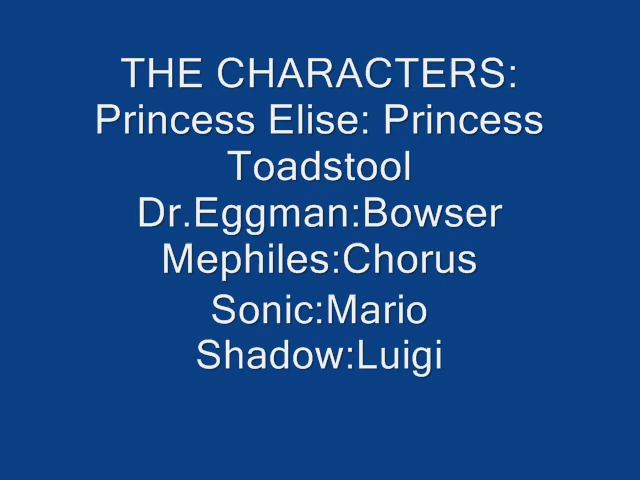 THE CHARACTERS:
Princess Elise: Princess
Toadstool
Dr.Eggman:Bowser
Mephiles:Chorus
Sonic:Mario
Shadow:Luigi